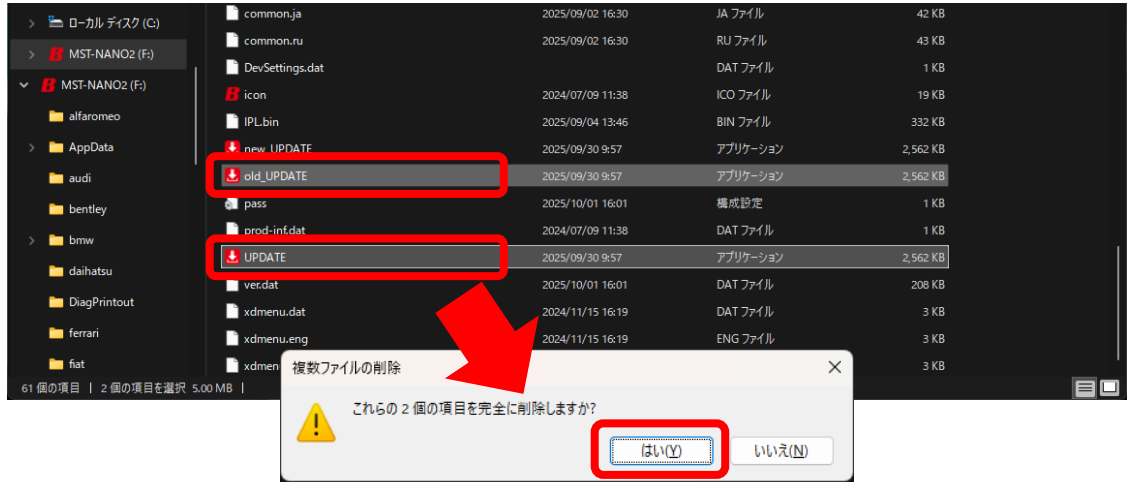 ローカル ディスク (C:)
MST-NANO2 (F:)
MST-NANO2 (F:)
alfaromeo
AppData
audi
bentley
bmw
daihatsu
DiagPrintout
ferrari
fiat
common.ja 2025/09/02 16:30 JA ファイル 42 KB
common.ru 2025/09/02 16:30 RU ファイル 43 KB
DevSettings.dat DAT ファイル 1 KB
icon 2024/07/09 11:38 ICO ファイル 19 KB
IPL.bin 2025/09/04 13:46 BIN ファイル 332 KB
new_UPDATE 2025/09/30 9:57 アプリケーション 2,562 KB
old_UPDATE 2025/09/30 9:57 アプリケーション 2,562 KB
pass 2025/10/01 16:01 構成設定 1 KB
prod-inf.dat 2024/07/09 11:38 DAT ファイル 1 KB
UPDATE 2025/09/30 9:57 アプリケーション 2,562 KB
ver.dat 2025/10/01 16:01 DAT ファイル 208 KB
xdmenu.dat 2024/11/15 16:19 DAT ファイル 3 KB
xdmenu.eng 2024/11/15 16:19 ENG ファイル 3 KB
xdmen 3 KB
61 個の項目 | 2 個の項目を選択 5.00 MB |
複数ファイルの削除
これらの 2 個の項目を完全に削除しますか?
はい(Y) いいえ(N)